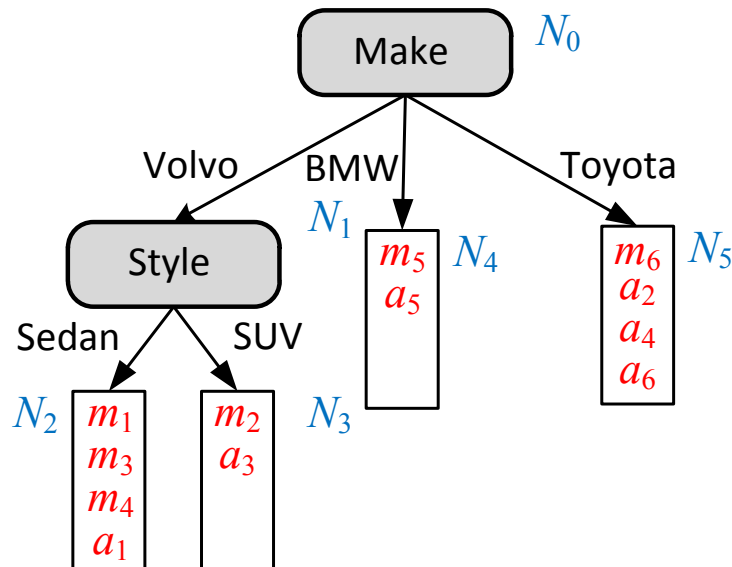 Make
N0
Volvo
BMW
Toyota
N1
Style
m5
a5
N4
m6
a2
a4
a6
N5
Sedan
SUV
N2
m1
m3
m4
a1
m2
a3
N3